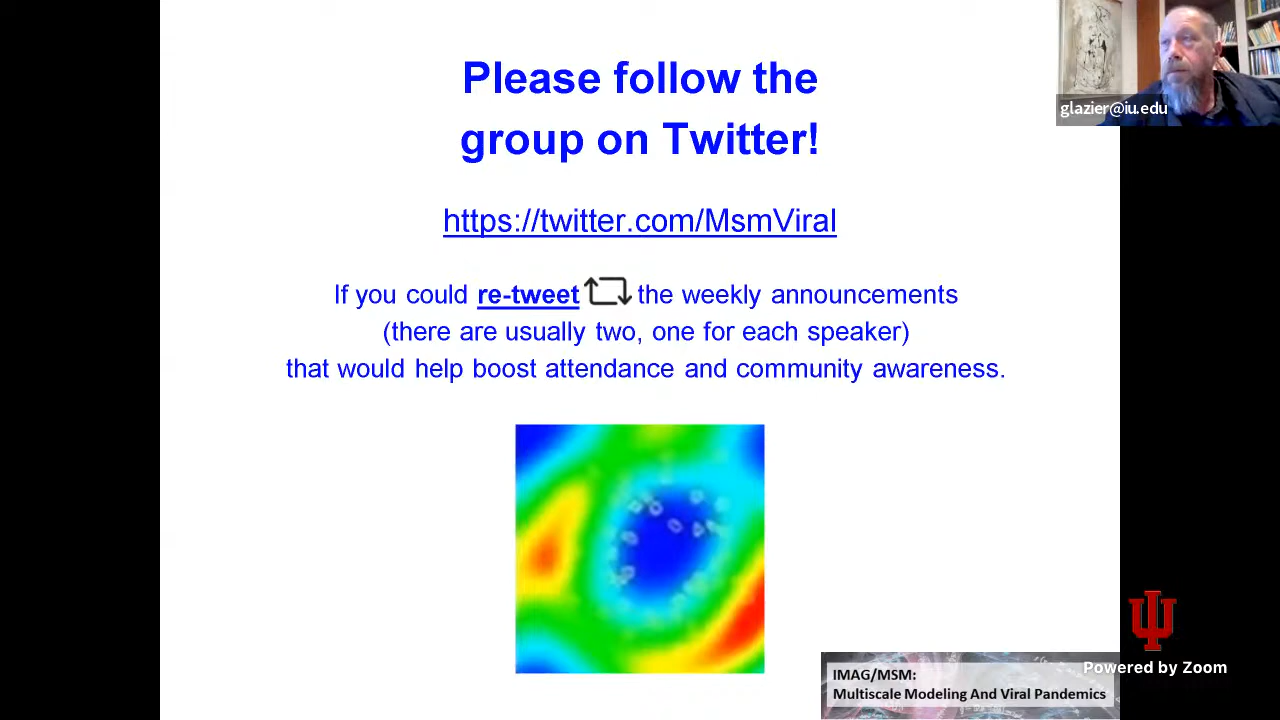 Please follow the
group on Twitter!
https://twitter.com/MsmViral
If you could re-tweet the weekly announcements
(there are usually two, one for each speaker)
that would help boost attendance and community awareness.
glazier@iu.edu
IMAG/MSM:
Multiscale Modeling And Viral Pandemics
Powered by Zoom